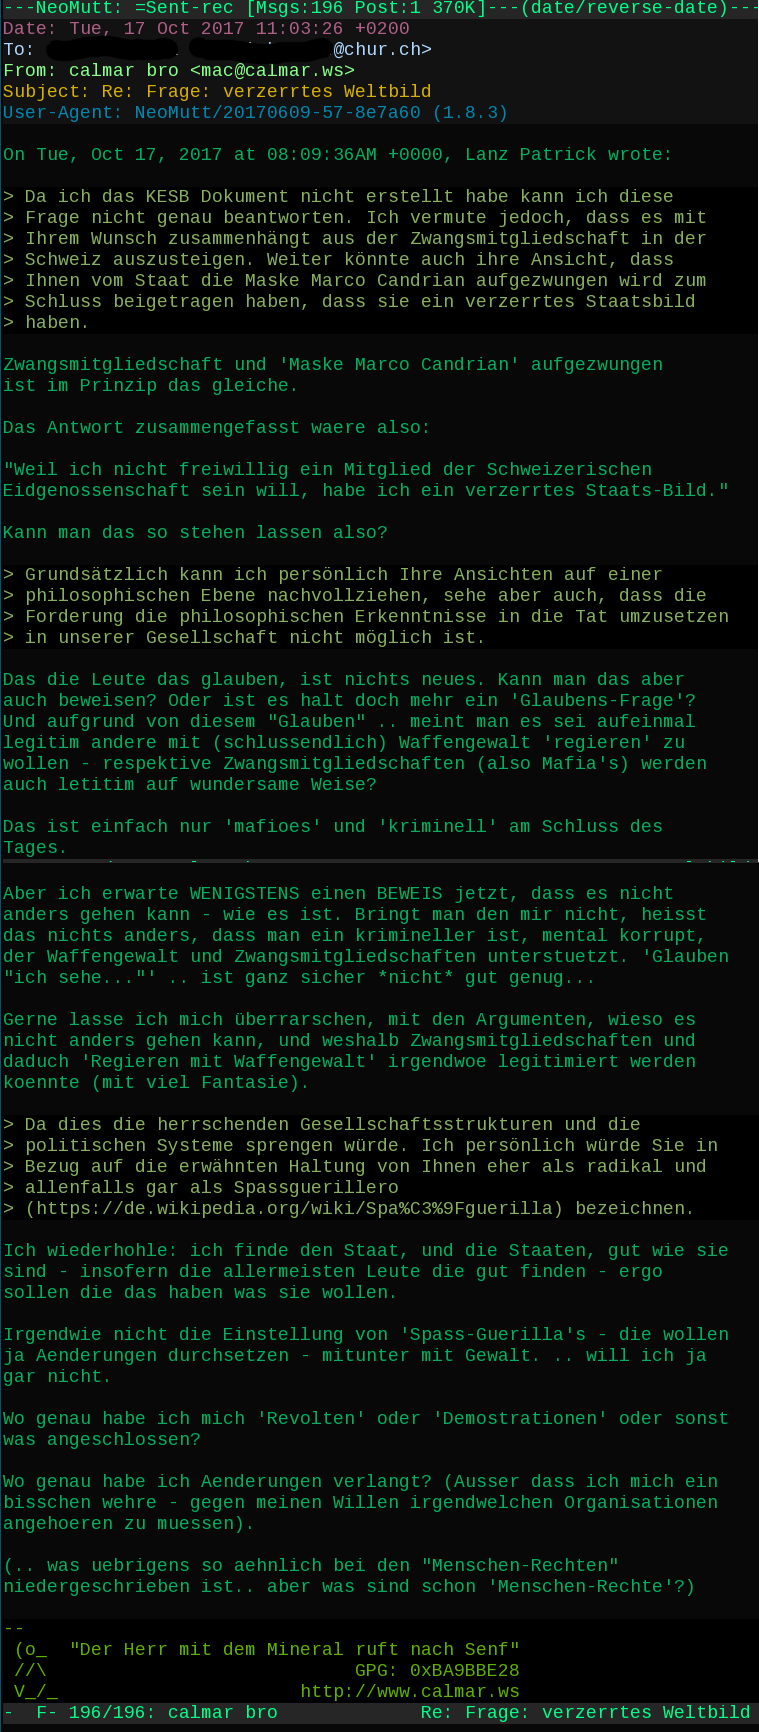 ---NeoMutt: =Sent-rec [Msgs:196 Post:1 370K]---(date/reverse-date)---
Date: Tue, 17 Oct 2017 11:03:26 +0200
To: @chur.ch>
From: calmar bro <mac@calmar.ws>
Subject: Re: Frage: verzerrtes Weltbild
User-Agent: NeoMutt/20170609-57-8e7a60 (1.8.3)
On Tue, Oct 17, 2017 at 08:09:36AM +0000, Lanz Patrick wrote:
> Da ich das KESB Dokument nicht erstellt habe kann ich diese
> Frage nicht genau beantworten. Ich vermute jedoch, dass es mit
> Ihrem Wunsch zusammenhängt aus der Zwangsmitgliedschaft in der
> Schweiz auszusteigen. Weiter könnte auch ihre Ansicht, dass
> Ihnen vom Staat die Maske Marco Candrian aufgezwungen wird zum
> Schluss beigetragen haben, dass sie ein verzerrtes Staatsbild
> haben.
Zwangsmitgliedschaft und 'Maske Marco Candrian' aufgezwungen
ist im Prinzip das gleiche.
Das Antwort zusammengefasst waere also:
"Weil ich nicht freiwillig ein Mitglied der Schweizerischen
Eidgenossenschaft sein will, habe ich ein verzerrtes Staats-Bild."
Kann man das so stehen lassen also?
> Grundsätzlich kann ich persönlich Ihre Ansichten auf einer
> philosophischen Ebene nachvollziehen, sehe aber auch, dass die
> Forderung die philosophischen Erkenntnisse in die Tat umzusetzen
> in unserer Gesellschaft nicht möglich ist.
Das die Leute das glauben, ist nichts neues. Kann man das aber
auch beweisen? Oder ist es halt doch mehr ein 'Glaubens-Frage'?
Und aufgrund von diesem "Glauben" .. meint man es sei aufeinmal
legitim andere mit (schlussendlich) Waffengewalt 'regieren' zu
wollen - respektive Zwangsmitgliedschaften (also Mafia's) werden
auch letitim auf wundersame Weise?
Das ist einfach nur 'mafioes' und 'kriminell' am Schluss des
Tages.
Aber ich erwarte WENIGSTENS einen BEWEIS jetzt, dass es nicht
anders gehen kann - wie es ist. Bringt man den mir nicht, heisst
das nichts anders, dass man ein krimineller ist, mental korrupt,
der Waffengewalt und Zwangsmitgliedschaften unterstuetzt. 'Glauben
"ich sehe..."' .. ist ganz sicher *nicht* gut genug...
Gerne lasse ich mich überrarschen, mit den Argumenten, wieso es
nicht anders gehen kann, und weshalb Zwangsmitgliedschaften und
daduch 'Regieren mit Waffengewalt' irgendwoe legitimiert werden
koennte (mit viel Fantasie).
> Da dies die herrschenden Gesellschaftsstrukturen und die
> politischen Systeme sprengen würde. Ich persönlich würde Sie in
> Bezug auf die erwähnten Haltung von Ihnen eher als radikal und
> allenfalls gar als Spassguerillero
> (https://de.wikipedia.org/wiki/Spa%C3%9Fguerilla) bezeichnen.
Ich wiederhohle: ich finde den Staat, und die Staaten, gut wie sie
sind - insofern die allermeisten Leute die gut finden - ergo
sollen die das haben was sie wollen.
Irgendwie nicht die Einstellung von 'Spass-Guerilla's - die wollen
ja Aenderungen durchsetzen - mitunter mit Gewalt. .. will ich ja
gar nicht.
Wo genau habe ich mich 'Revolten' oder 'Demostrationen' oder sonst
was angeschlossen?
Wo genau habe ich Aenderungen verlangt? (Ausser dass ich mich ein
bisschen wehre - gegen meinen Willen irgendwelchen Organisationen
angehoeren zu muessen).
(.. was uebrigens so aehnlich bei den "Menschen-Rechten"
niedergeschrieben ist.. aber was sind schon 'Menschen-Rechte'?)
--
(o_ "Der Herr mit dem Mineral ruft nach Senf"
//\ GPG: 0xBA9BBE28
V_/_ http://www.calmar.ws
- F- 196/196: calmar bro Re: Frage: verzerrtes Weltbild